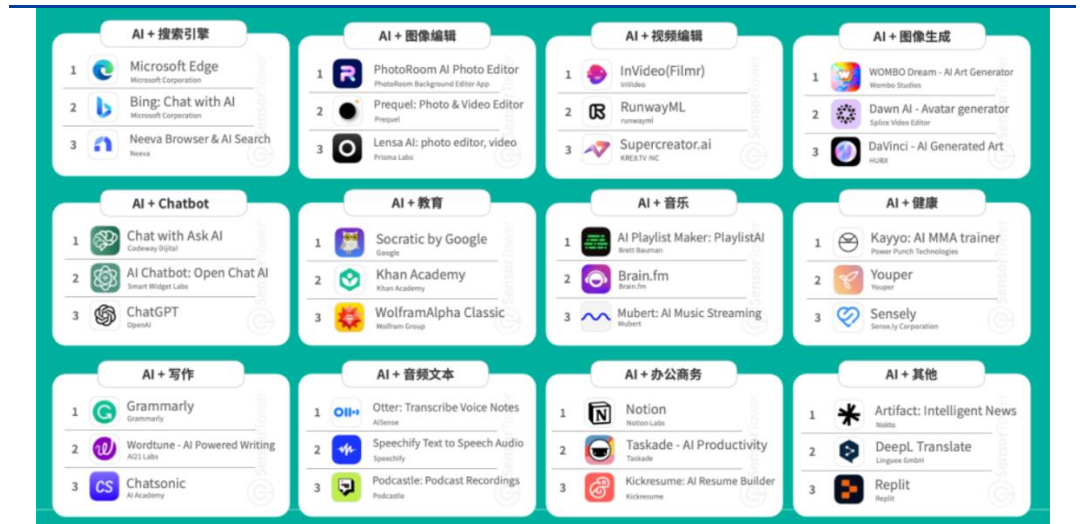 AI + 搜索引擎
1 Microsoft Edge
Microsoft Corporation
2 Bing: Chat with AI
Microsoft Corporation
3 Neeva Browser & AI Search
Neeva
AI + 图像编辑
1 PhotoRoom AI Photo Editor
PhotoRoom Background Editor App
2 Prequel: Photo & Video Editor
Prequel
3 Lensa AI: photo editor, video
Prisma Labs
AI + 视频编辑
1 InVideo(Filmr)
InVideo
2 RunwayML
runwayml
3 Supercreator.ai
KREILTV INC
AI + 图像生成
1 WOMBO Dream - AI Art Generator
Wombo Studios
2 Dawn AI - Avatar generator
Splice Video Editor
3 DaVinci - AI Generated Art
HUBX
AI + Chatbot
1 Chat with Ask AI
Codeway Dijital
2 AI Chatbot: Open Chat AI
Smart Widget Labs
3 ChatGPT
OpenAI
AI + 教育
1 Socratic by Google
Google
2 Khan Academy
Khan Academy
3 WolframAlpha Classic
Wolfram Group
AI + 音乐
1 AI Playlist Maker: PlaylistAI
Brett Bauman
2 Brain.fm
Brain.fm
3 Mubert: AI Music Streaming
Mubert
AI + 健康
1 Kayyo: AI MMA trainer
Power Punch Technologies
2 Youper
Youper
3 Sensely
Sense.ly Corporation
AI + 写作
1 Grammarly
Grammarly
2 Wordtune - AI Powered Writing
AI21 Labs
3 CS Chatsonic
AI Academy
AI + 音频文本
1 Otter: Transcribe Voice Notes
AISense
2 Speechify Text to Speech Audio
Speechify
3 Podcastle: Podcast Recordings
Podcastle
AI + 办公商务
1 Notion
Notion Labs
2 Taskade - AI Productivity
Taskade
3 Kickresume: AI Resume Builder
Kickresume
AI + 其他
1 Artifact: Intelligent News
Nokto
2 DeepL Translate
Linguee GmbH
3 Replit
Replit
SensorTower